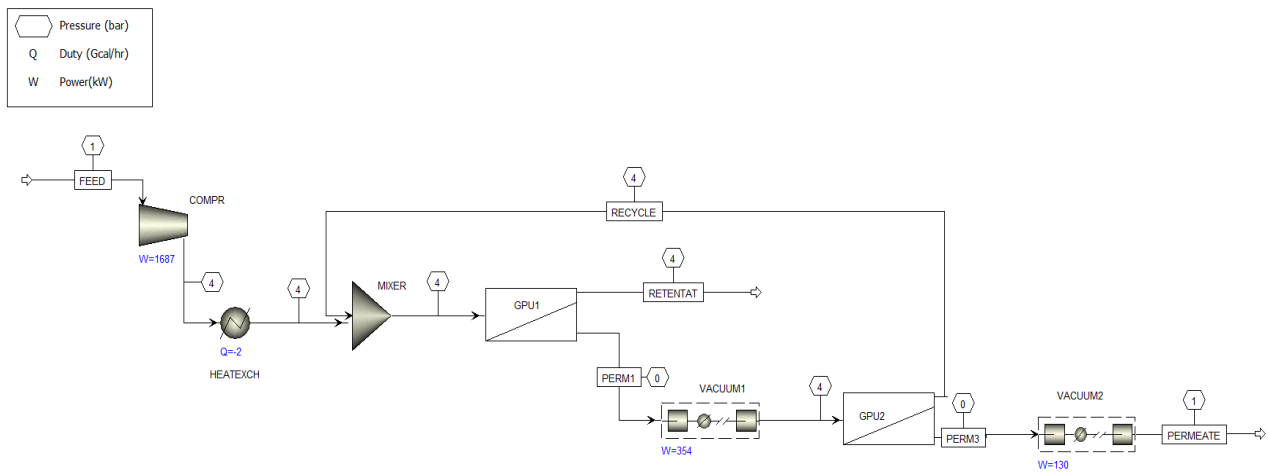 Pressure (bar)
Q Duty (Gcal/hr)
W Power(kW)
1
FEED
COMPR
W=1687
4
4
Q=-2
HEATEXCH
MIXER
4
4
RECYCLE
GPU1
4
RETENTAT
PERM1
0
VACUUM1
W=354
4
GPU2
0
PERM3
VACUUM2
W=130
1
PERMEATE